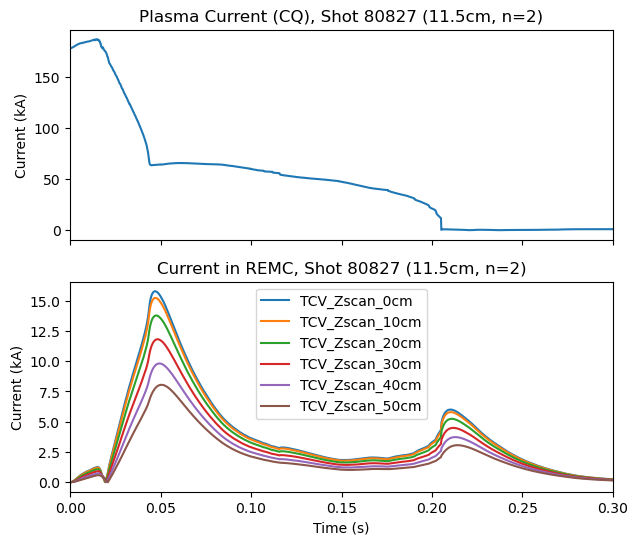 Plasma Current (CQ), Shot 80827 (11.5cm, n=2)
150
100
50
0
Current (kA)
Current in REMC, Shot 80827 (11.5cm, n=2)
15.0
12.5
10.0
7.5
5.0
2.5
0.0
Current (kA)
TCV_Zscan_0cm
TCV_Zscan_10cm
TCV_Zscan_20cm
TCV_Zscan_30cm
TCV_Zscan_40cm
TCV_Zscan_50cm
0.00 0.05 0.10 0.15 0.20 0.25 0.30
Time (s)